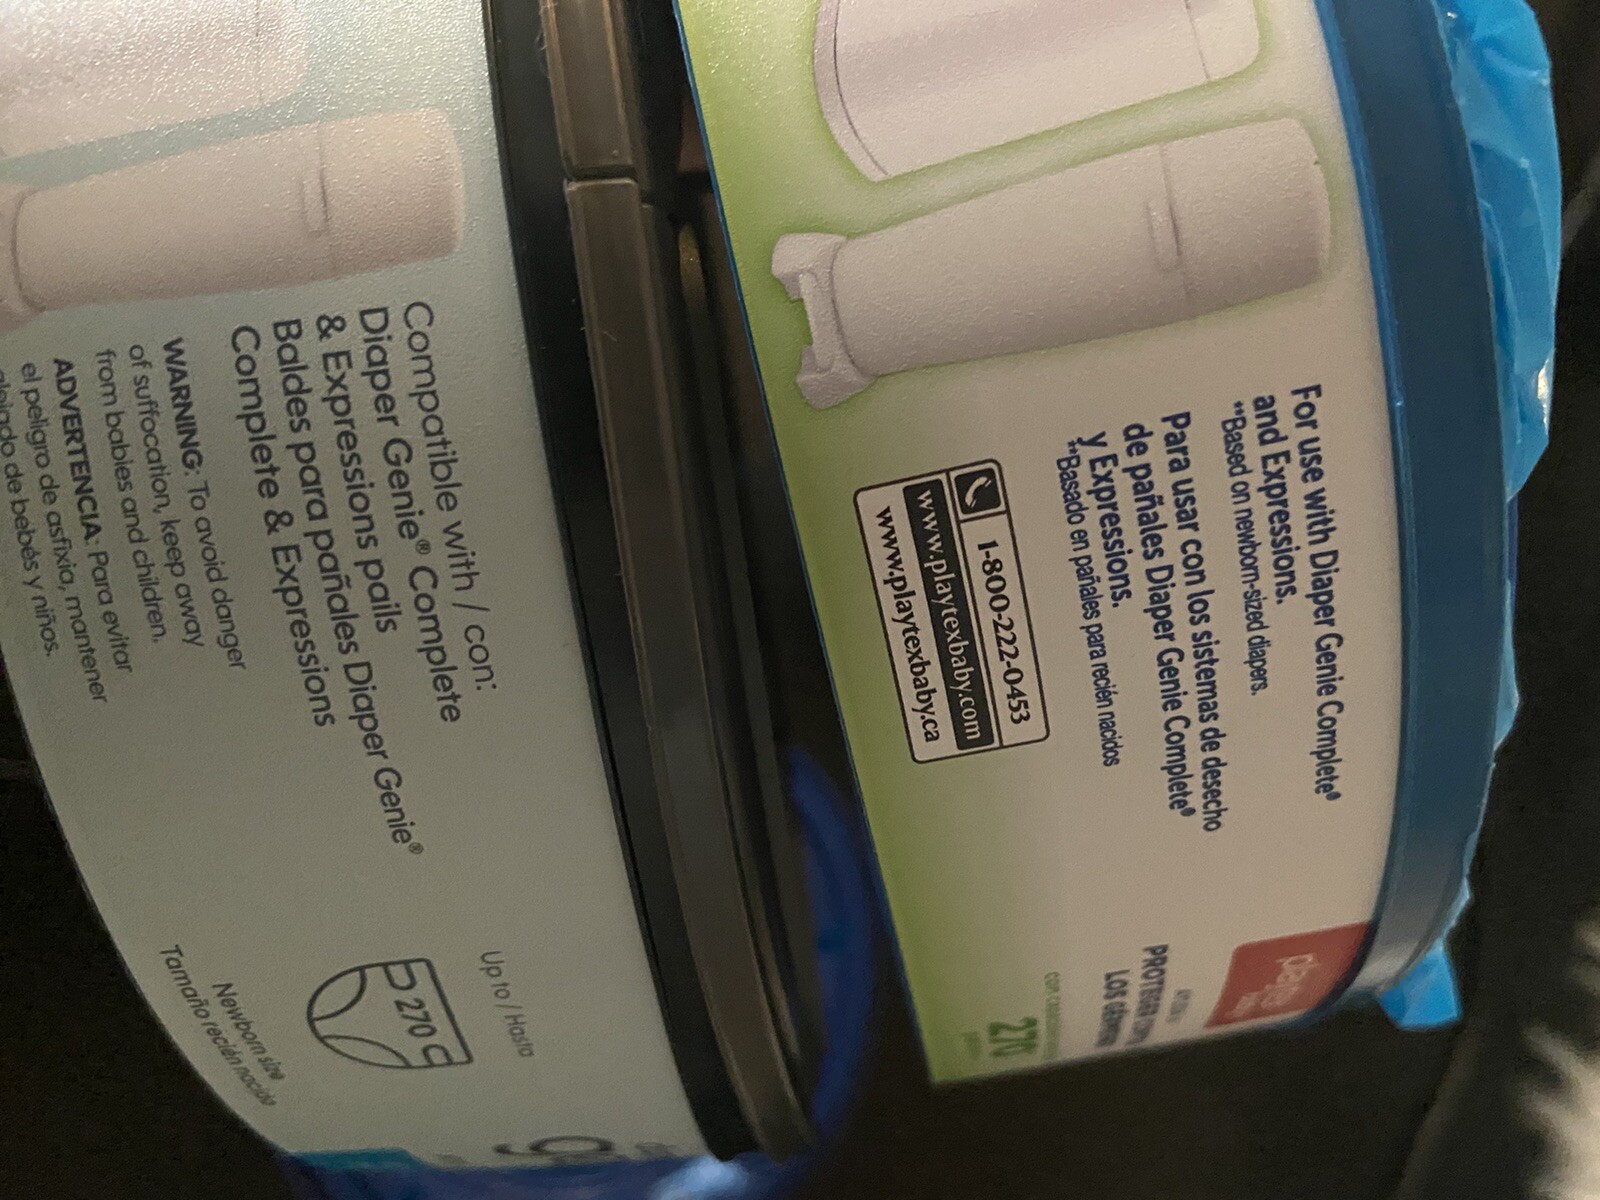 For use with Diaper Genie Complete®
and Expressions.
**Based on newborn-sized diapers.
Para usar con los sistemas de desecho
de pañales Diaper Genie Complete®
y Expressions.
**Basado en pañales para recién nacidos
1-800-222-0453
www.playtexbaby.com
www.playtexbaby.ca
270
Compatible with / con:
Diaper Genie® Complete
& Expressions pails
Baldes para pañales Diaper Genie®
Complete & Expressions
WARNING: To avoid danger
of suffocation, keep away
from babies and children.
ADVERTENCIA: Para evitar
el peligro de asfixia, mantener
alejado de bebés y niños.
Up to / Hasta
270
Newborn size
Tamaño recién nacido